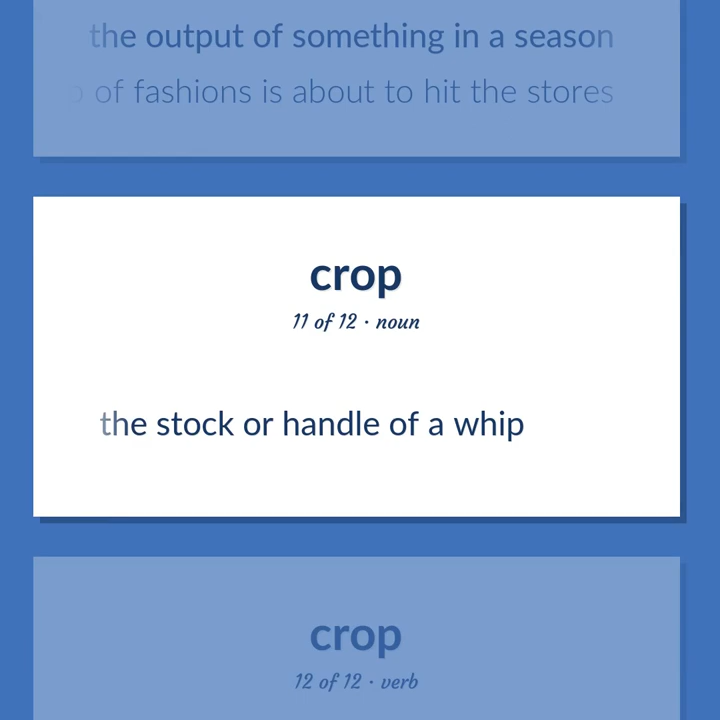 the output of something in a season
of fashions is about to hit the stores
crop
11 of 12 · noun
the stock or handle of a whip
crop
12 of 12 · verb